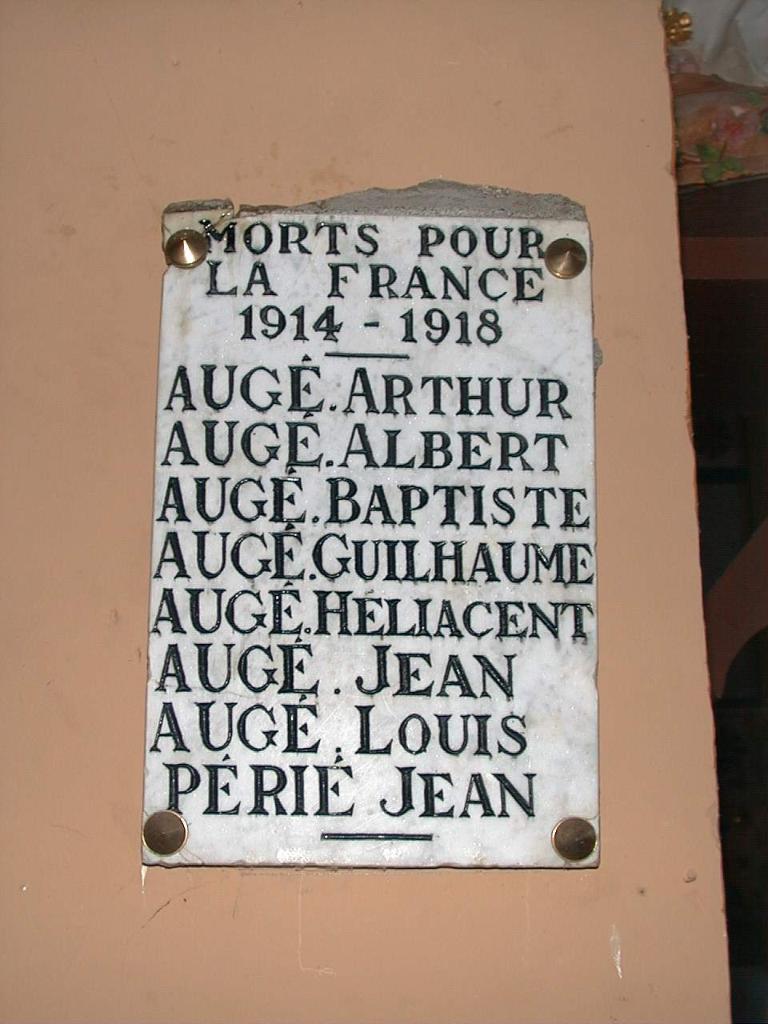 MORTS POUR
LA FRANCE
1914 - 1918
AUGÉ. ARTHUR
AUGÉ. ALBERT
AUGÉ. BAPTISTE
AUGÉ. GUILHAUME
AUGÉ. HÉLIACENT
AUGÉ. JEAN
AUGÉ. LOUIS
PÉRIÉ JEAN